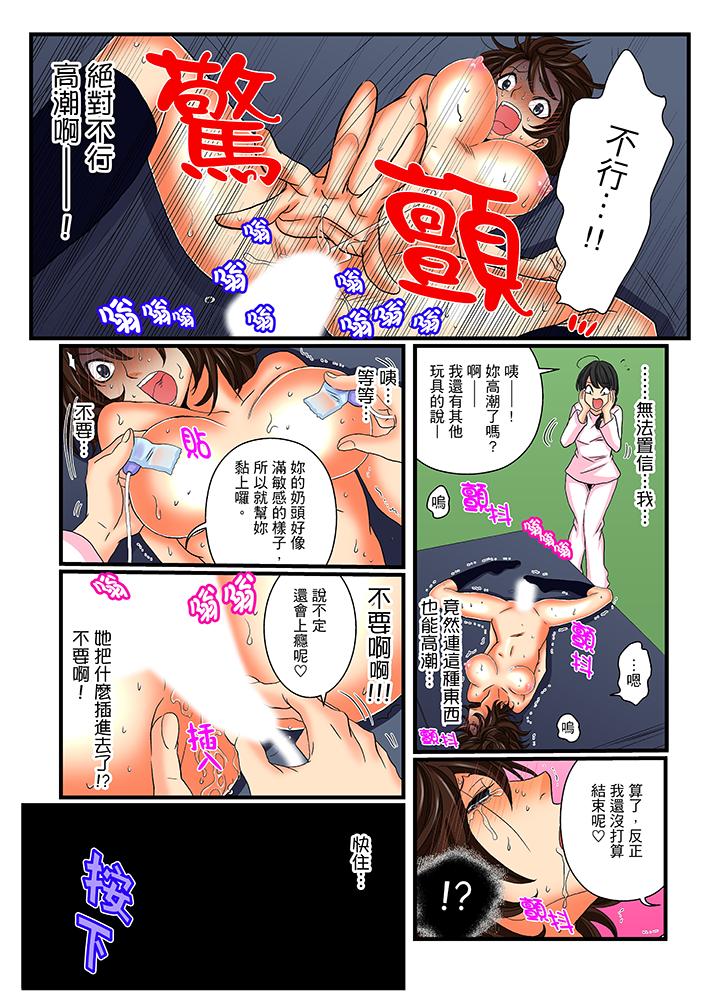 不行…!!
驚
顫
絕對不行
高潮啊——！
嗡
嗡
嗡嗡嗡
嗡嗡嗡
……無法置信…我…
咦——！
妳高潮了嗎？
啊——
我還有其他
玩具的說—
嗚
顫抖
嗡嗡嗡
竟然連這種東西
也能高潮…
顫抖
…嗯
嗚
顫抖
算了，反正
我還沒打算
結束呢♡
!?
顫抖
咦…
等等…
不要…
貼
妳的奶頭好像
滿敏感的樣子，
所以就幫妳
黏上囉。
不要啊啊!!!
說不定
還會上癮呢♡
嗡嗡
嗡嗡
插入
她把什麼插進去了!?
不要啊！
快住…
按下